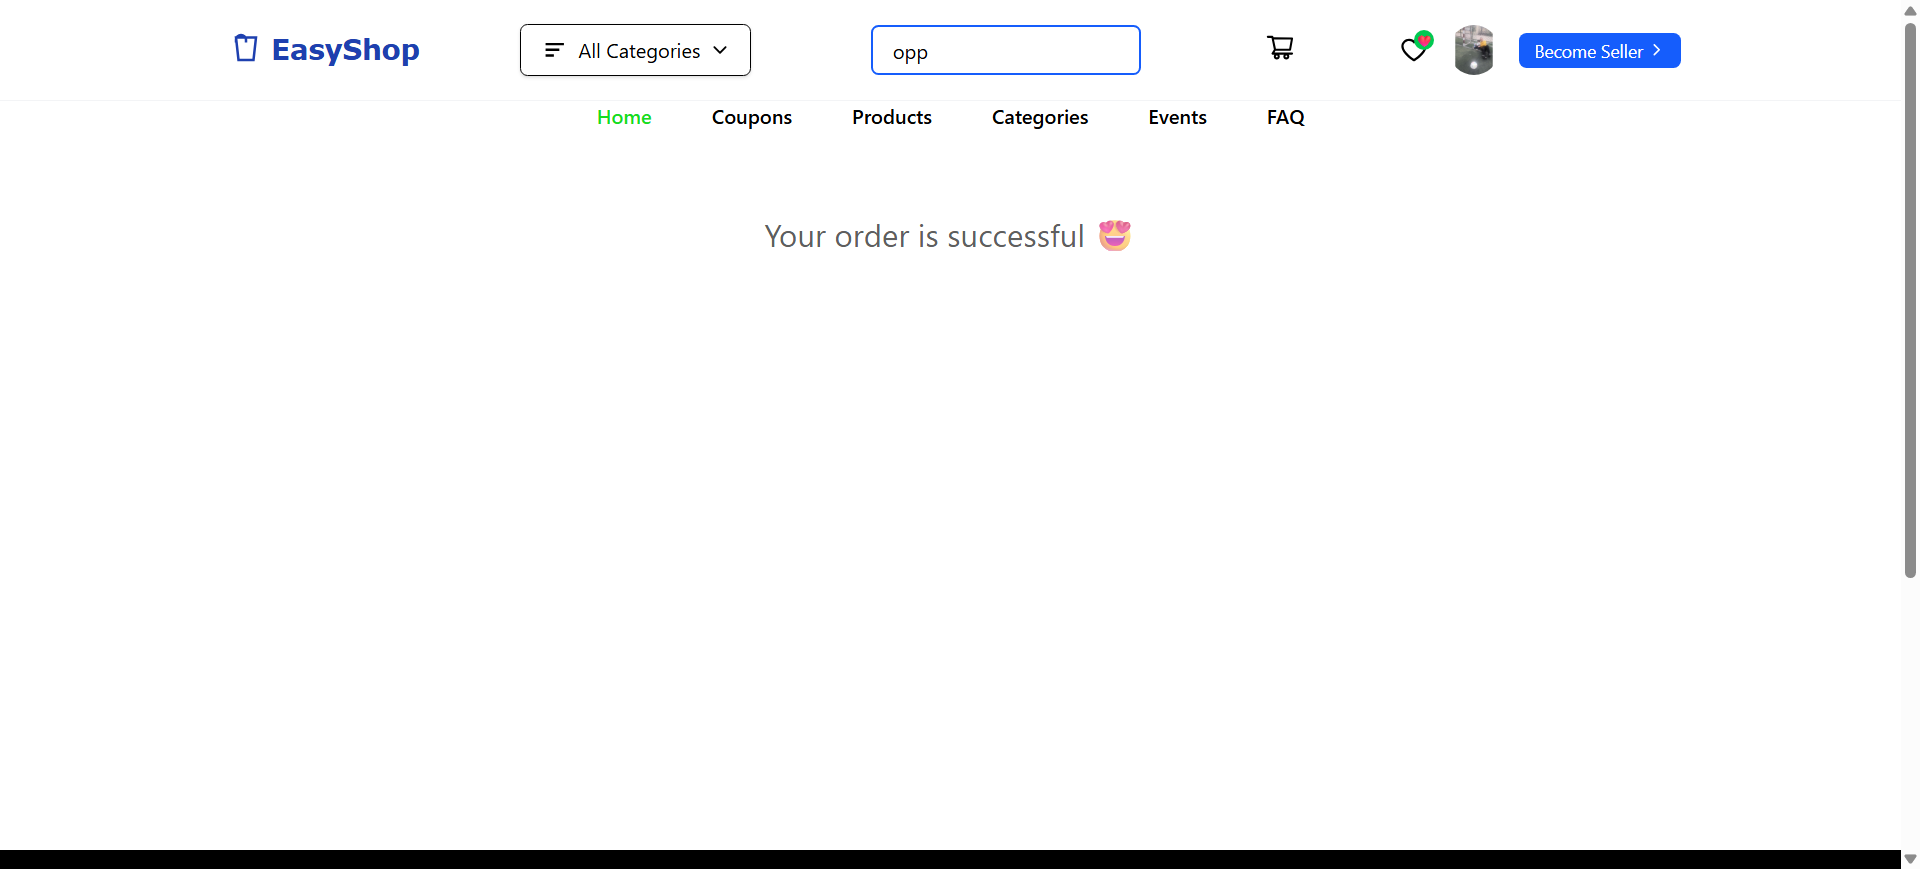 EasyShop
All Categories
opp
Become Seller
Home Coupons Products Categories Events FAQ
Your order is successful 😍